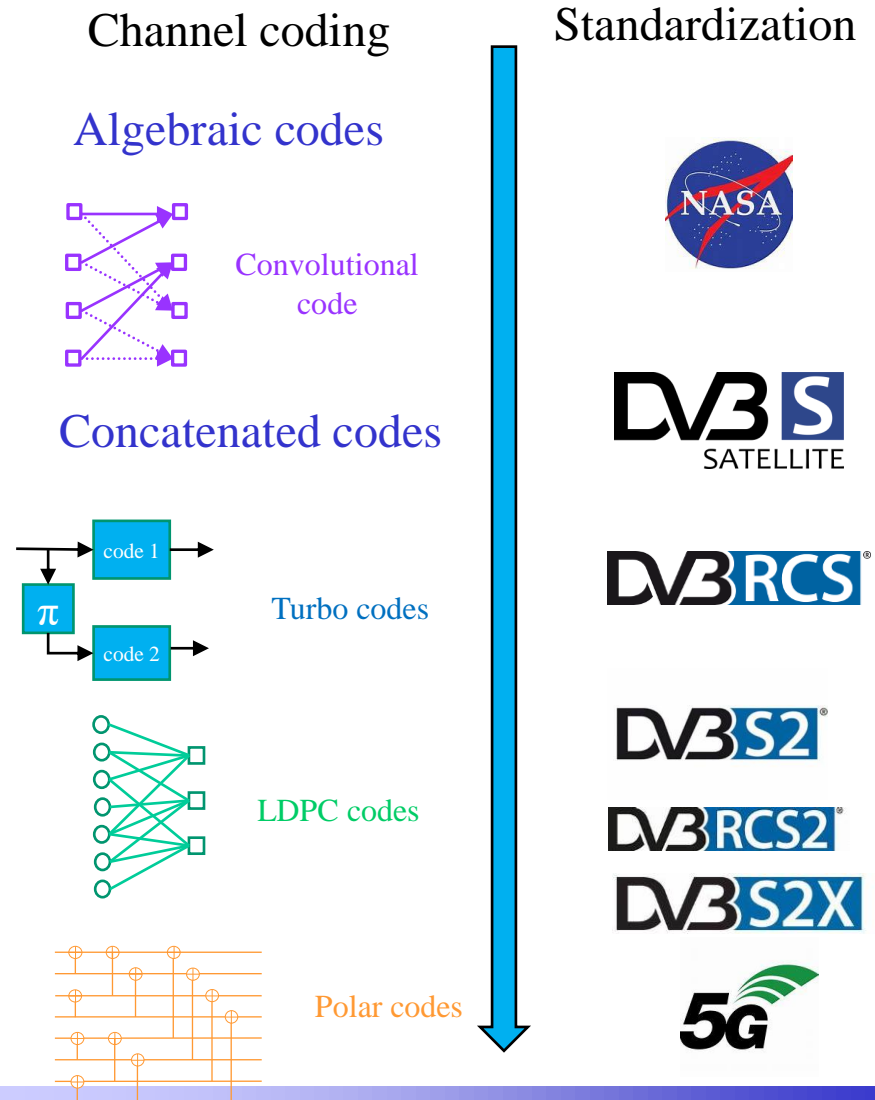 Channel coding
Standardization
Algebraic codes
NASA
Convolutional
code
DVB S
SATELLITE
Concatenated codes
code 1
π
code 2
Turbo codes
DVB RCS®
DVB S2®
LDPC codes
DVB RCS2®
DVB S2X
Polar codes
5G